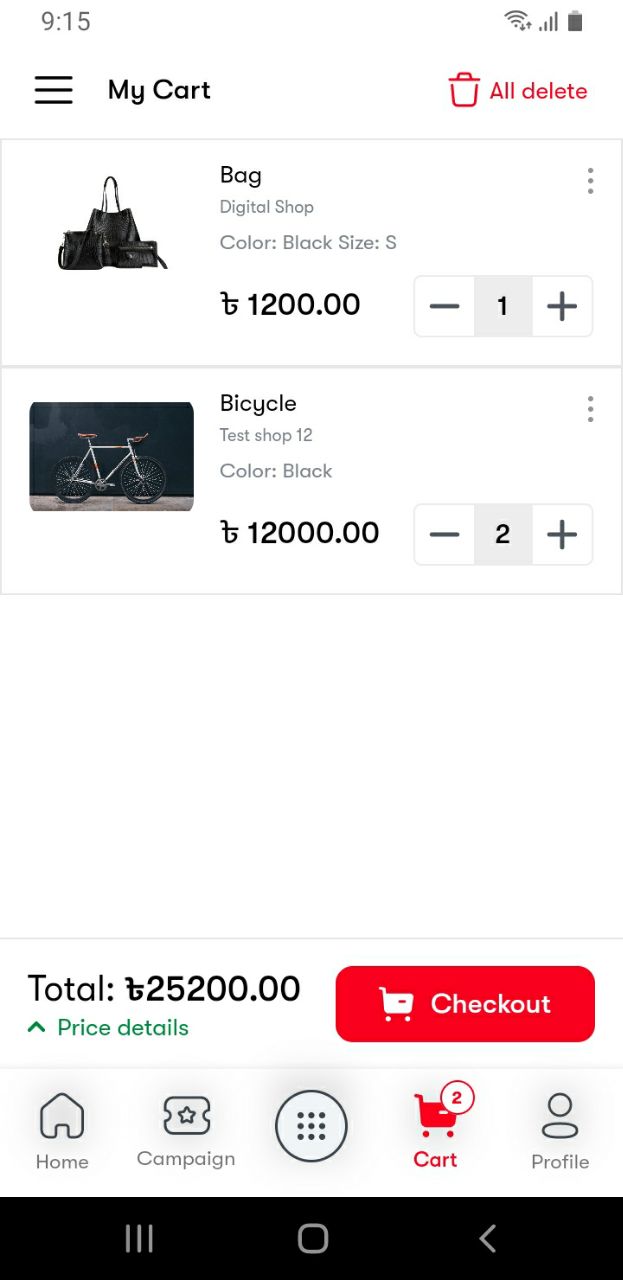 9:15
My Cart
All delete
Bag
Digital Shop
Color: Black Size: S
৳ 1200.00
1
Bicycle
Test shop 12
Color: Black
৳ 12000.00
2
Total: ৳25200.00
Price details
Checkout
2
Home
Campaign
Cart
Profile